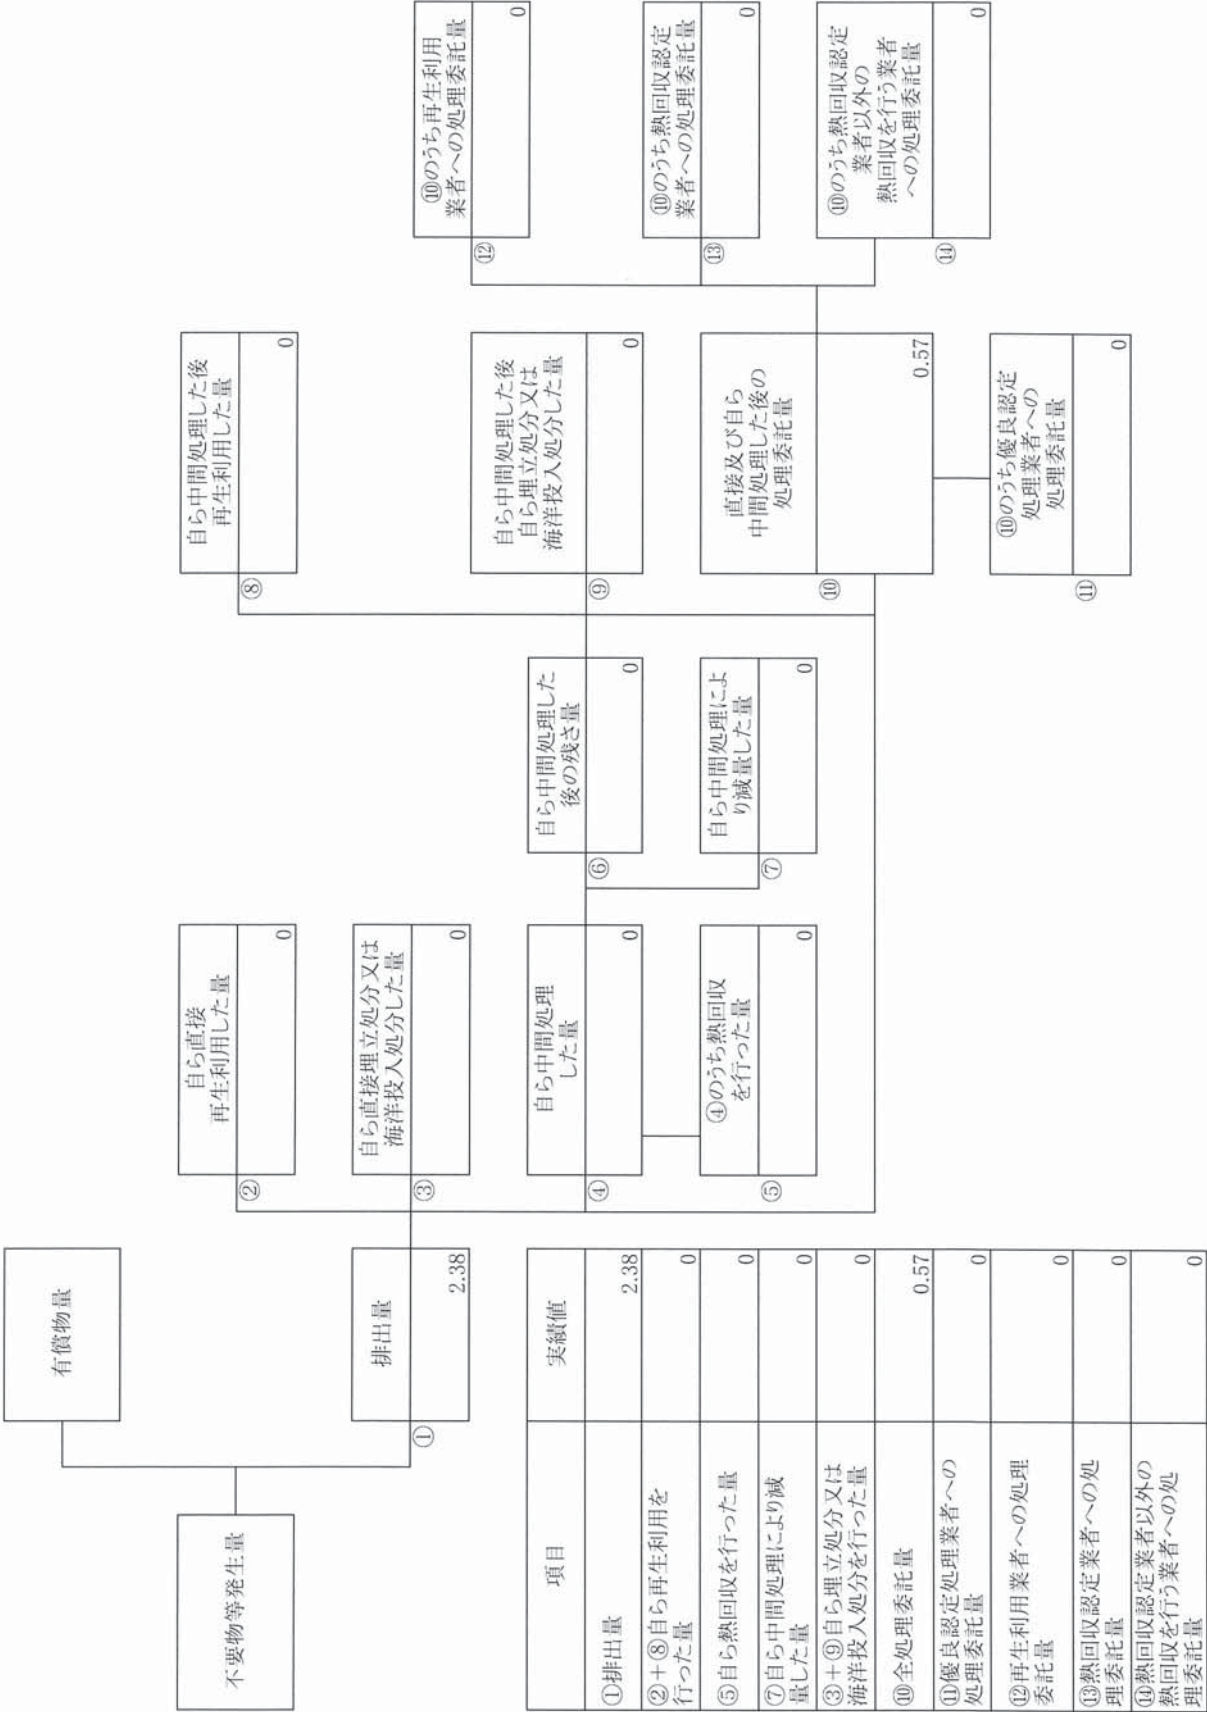 不要物等発生量
有償物量
①
排出量
2.38
②
自ら直接
再生利用した量
0
③
自ら直接埋立処分又は
海洋投入処分した量
0
④
自ら中間処理
した量
0
⑤
④のうち熱回収
を行った量
0
⑥
自ら中間処理した
後の残さ量
0
⑦
自ら中間処理によ
り減量した量
0
⑧
自ら中間処理した後
再生利用した量
0
⑨
自ら中間処理した後
自ら埋立処分又は
海洋投入処分した量
0
⑩
直接及び自ら
中間処理した後の
処理委託量
0.57
⑪
⑩のうち優良認定
処理業者への
処理委託量
0
⑫
⑩のうち再生利用
業者への処理委託量
0
⑬
⑩のうち熱回収認定
業者への処理委託量
0
⑭
⑩のうち熱回収認定
業者以外の
熱回収を行う業者
への処理委託量
0
項目
実績値
①排出量
2.38
②+⑧自ら再生利用を
行った量
0
⑤自ら熱回収を行った量
0
⑦自ら中間処理により減
量した量
0
③+⑨自ら埋立処分又は
海洋投入処分を行った量
0
⑩全処理委託量
0.57
⑪優良認定処理業者への
処理委託量
0
⑫再生利用業者への処理
委託量
0
⑬熱回収認定業者への処
理委託量
0
⑭熱回収認定業者以外の
熱回収を行う業者への処
理委託量
0